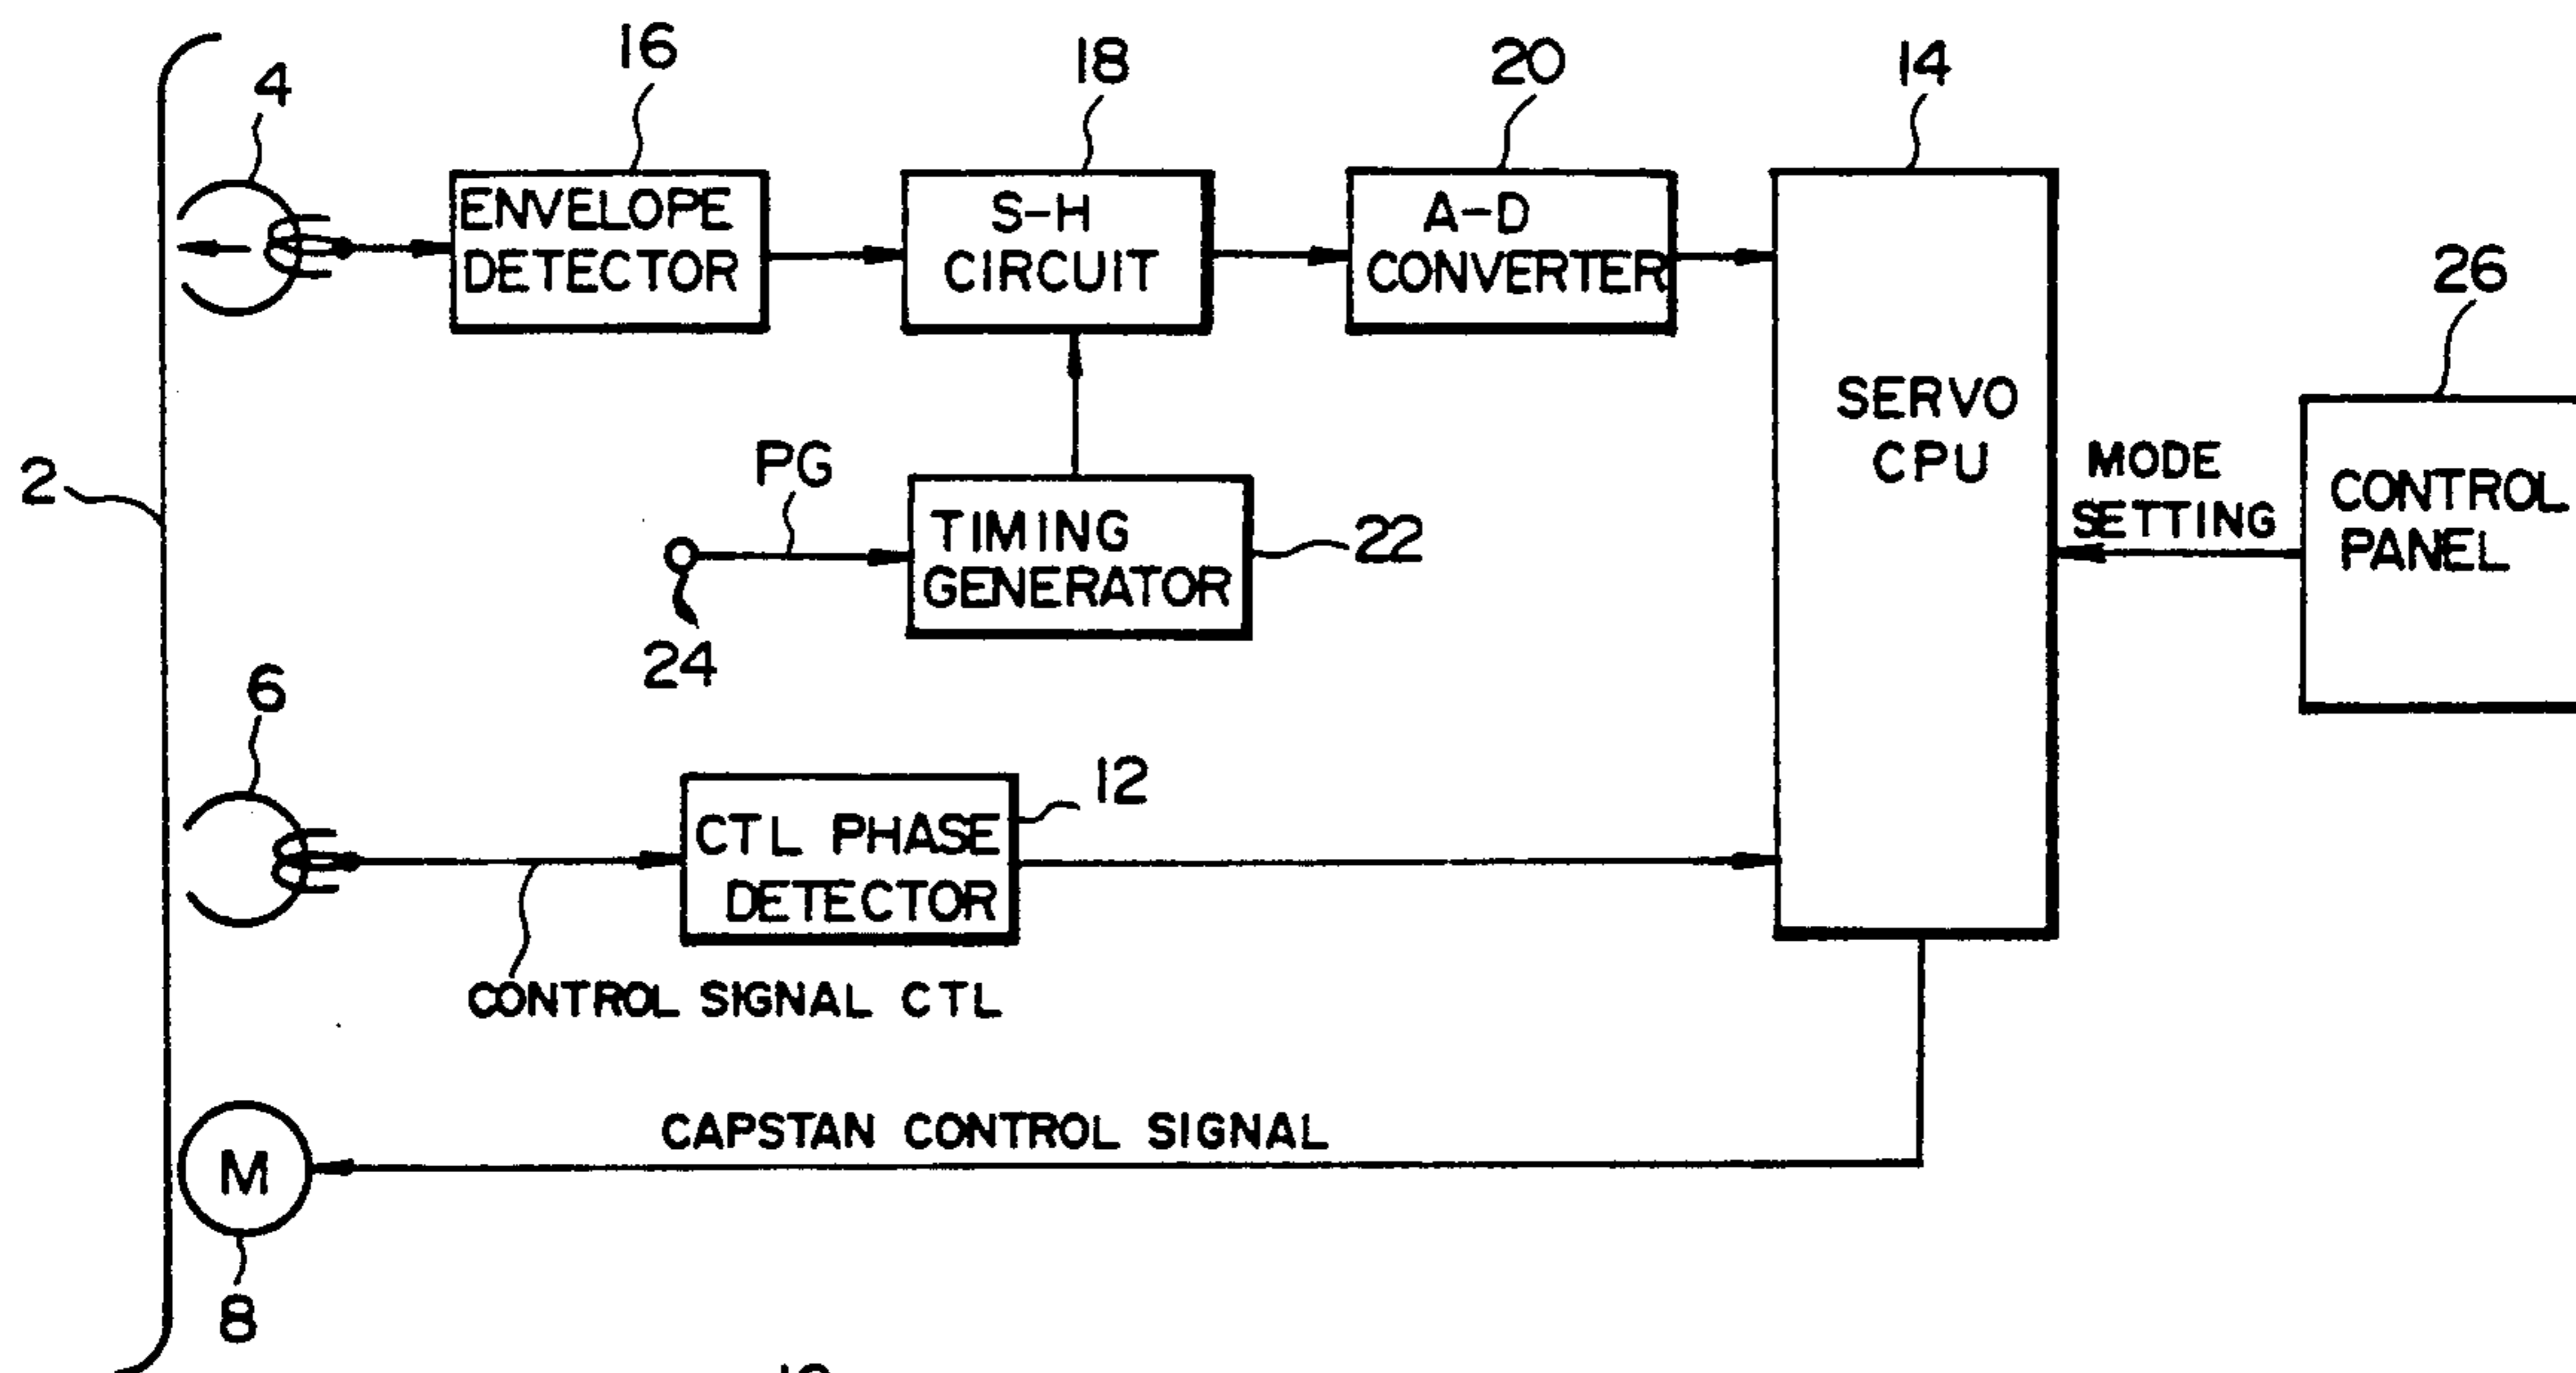 16
18
20
14
4
ENVELOPE
DETECTOR
S-H
CIRCUIT
A-D
CONVERTER
26
SERVO
CPU
MODE
SETTING
CONTROL
PANEL
2
PG
TIMING
GENERATOR
22
24
6
12
CTL PHASE
DETECTOR
CONTROL SIGNAL CTL
CAPSTAN CONTROL SIGNAL
M
8